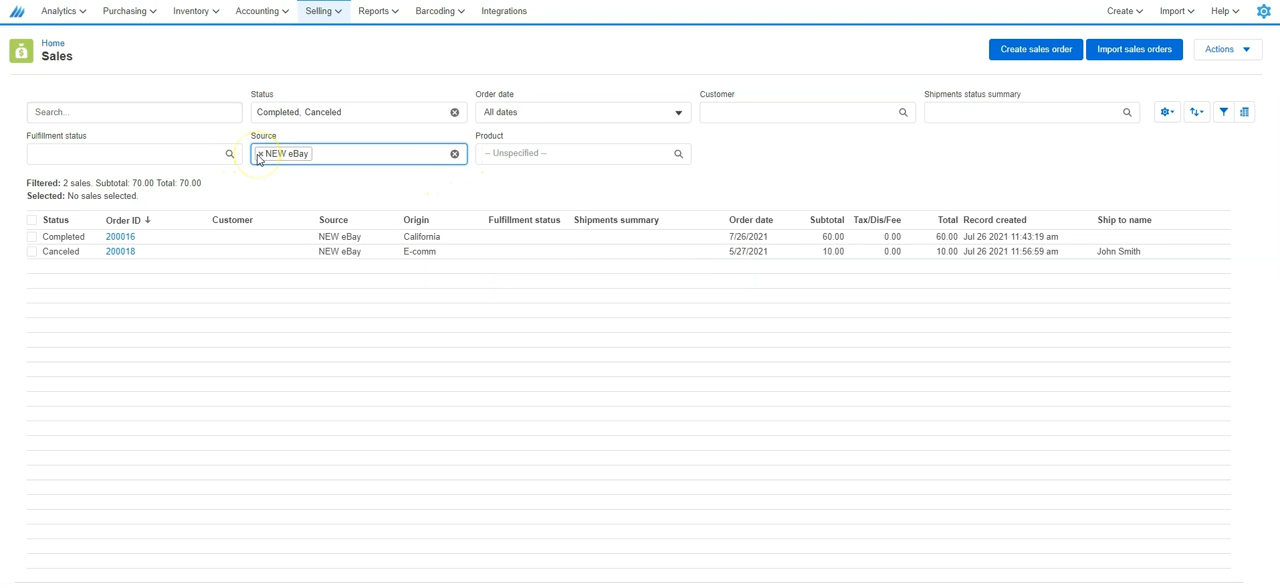 Analytics Purchasing Inventory Accounting Selling Reports Barcoding Integrations Create Import Help
Home
Sales
Create sales order Import sales orders Actions
Status Order date Customer Shipments status summary
Search... Completed, Canceled All dates
Fulfillment status Source Product
× NEW eBay -- Unspecified --
Filtered: 2 sales. Subtotal: 70.00 Total: 70.00
Selected: No sales selected.
Status Order ID Customer Source Origin Fulfillment status Shipments summary Order date Subtotal Tax/Dis/Fee Total Record created Ship to name
Completed 200016 NEW eBay California 7/26/2021 60.00 0.00 60.00 Jul 26 2021 11:43:19 am
Canceled 200018 NEW eBay E-comm 5/27/2021 10.00 0.00 10.00 Jul 26 2021 11:56:59 am John Smith